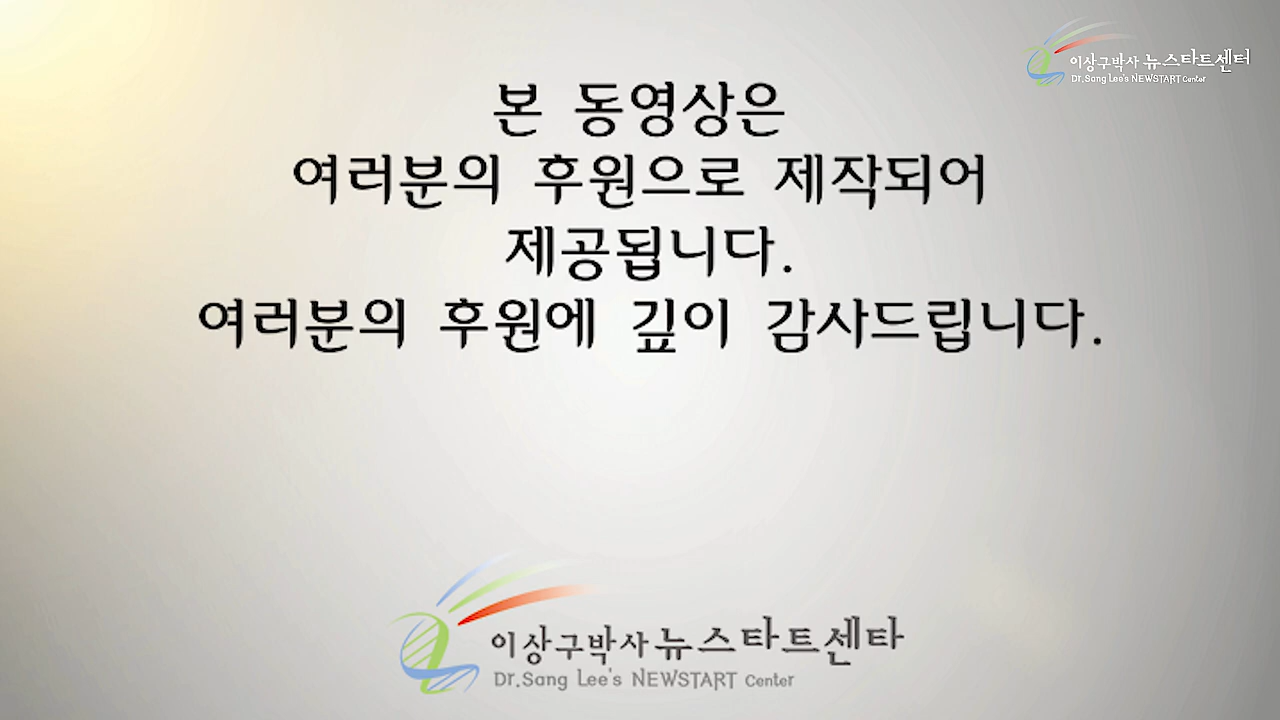 이상구박사 뉴스타트센터
Dr.Sang Lee's NEWSTART Center
본 동영상은
여러분의 후원으로 제작되어
제공됩니다.
여러분의 후원에 깊이 감사드립니다.
이상구박사 뉴스타트센타
Dr.Sang Lee's NEWSTART Center